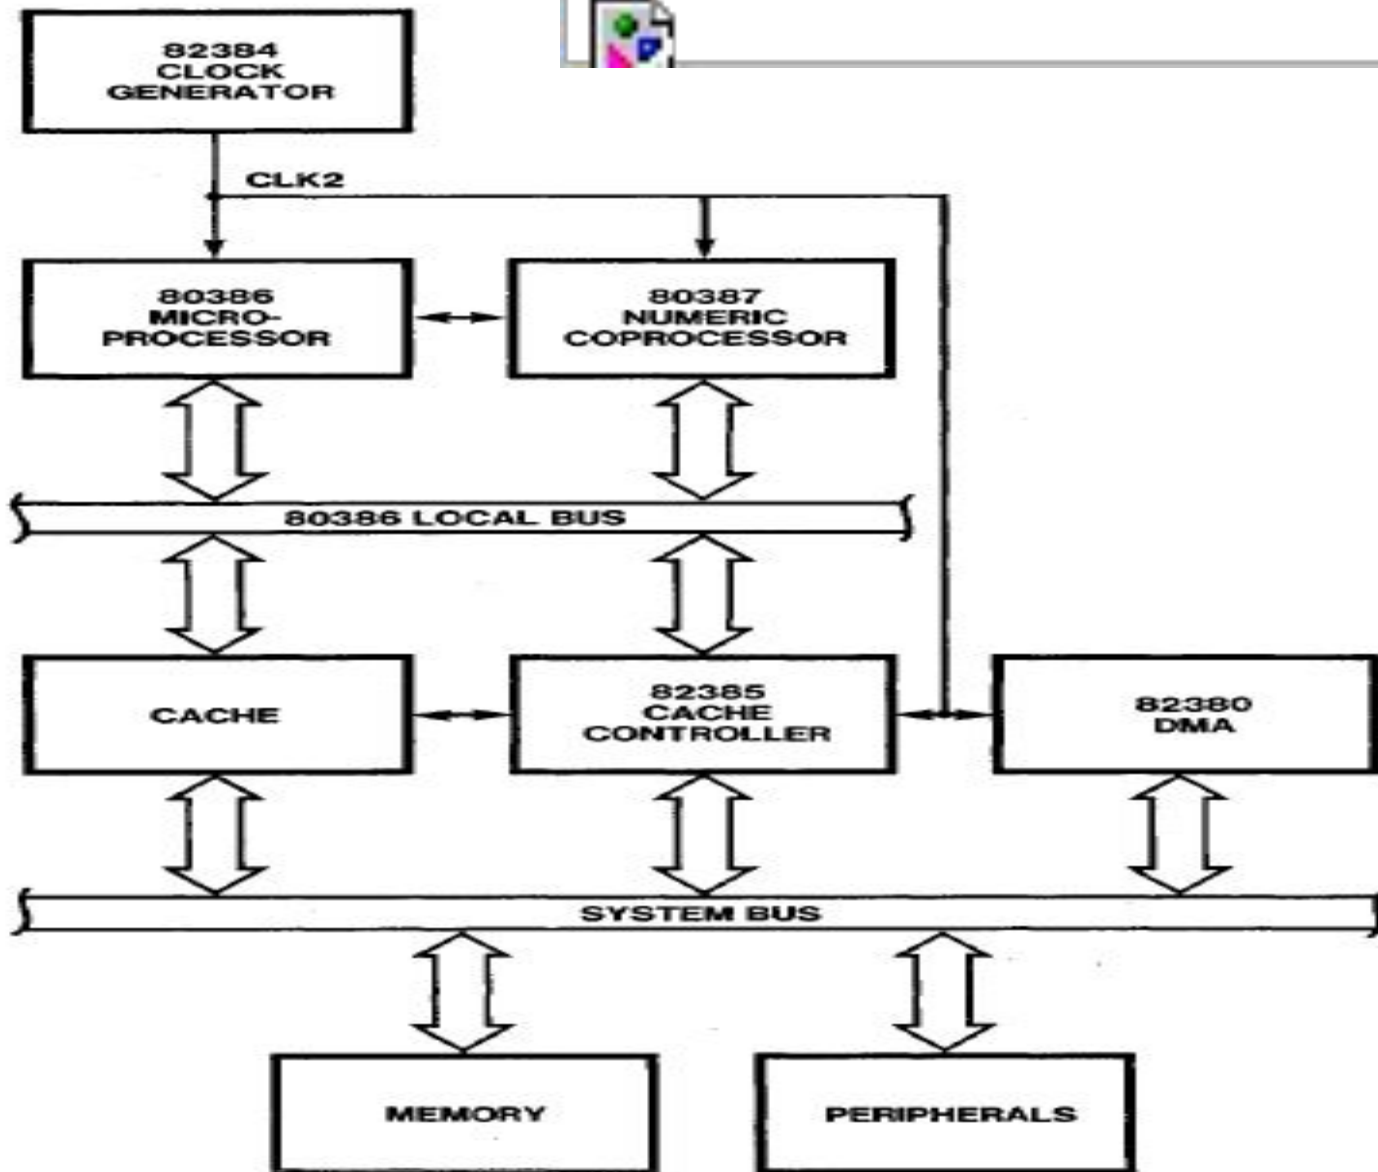 82384
CLOCK
GENERATOR
CLK2
80386
MICRO-
PROCESSOR
80387
NUMERIC
COPROCESSOR
80386 LOCAL BUS
CACHE
82385
CACHE
CONTROLLER
82380
DMA
SYSTEM BUS
MEMORY
PERIPHERALS